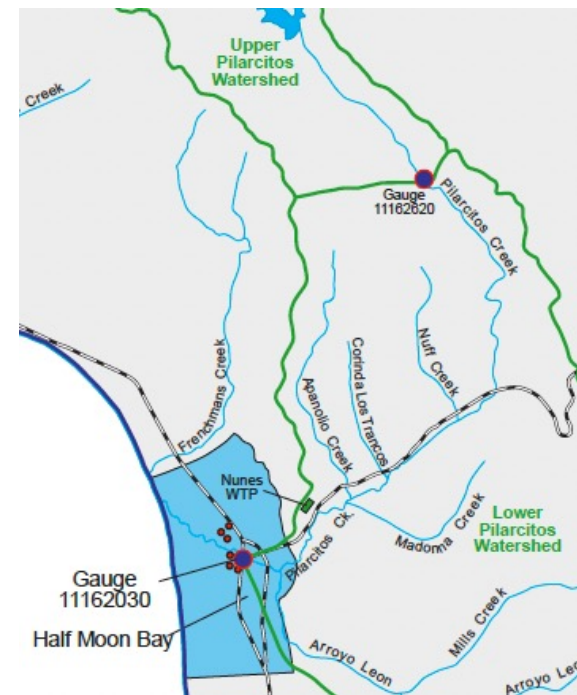 Upper
Pilarcitos
Watershed
Creek
Gauge
11162620
Pilarcitos Creek
Nuff Creek
Corinda Los Trancos
Apanolio Creek
Frenchmans Creek
Nunes
WTP
Pilarcitos Ck.
Madonna Creek
Lower
Pilarcitos
Watershed
Gauge
11162030
Half Moon Bay
Arroyo Leon
Mills Creek
Arroyo Leon